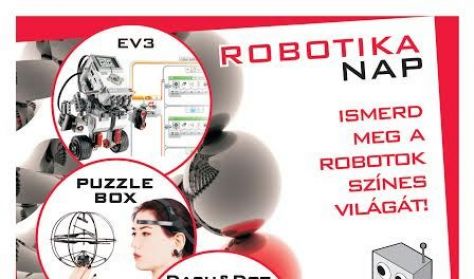 EV3
ROBOTIKA
NAP
ISMERD
MEG A
ROBOTOK
SZÍNES
VILÁGÁT!
PUZZLE
BOX